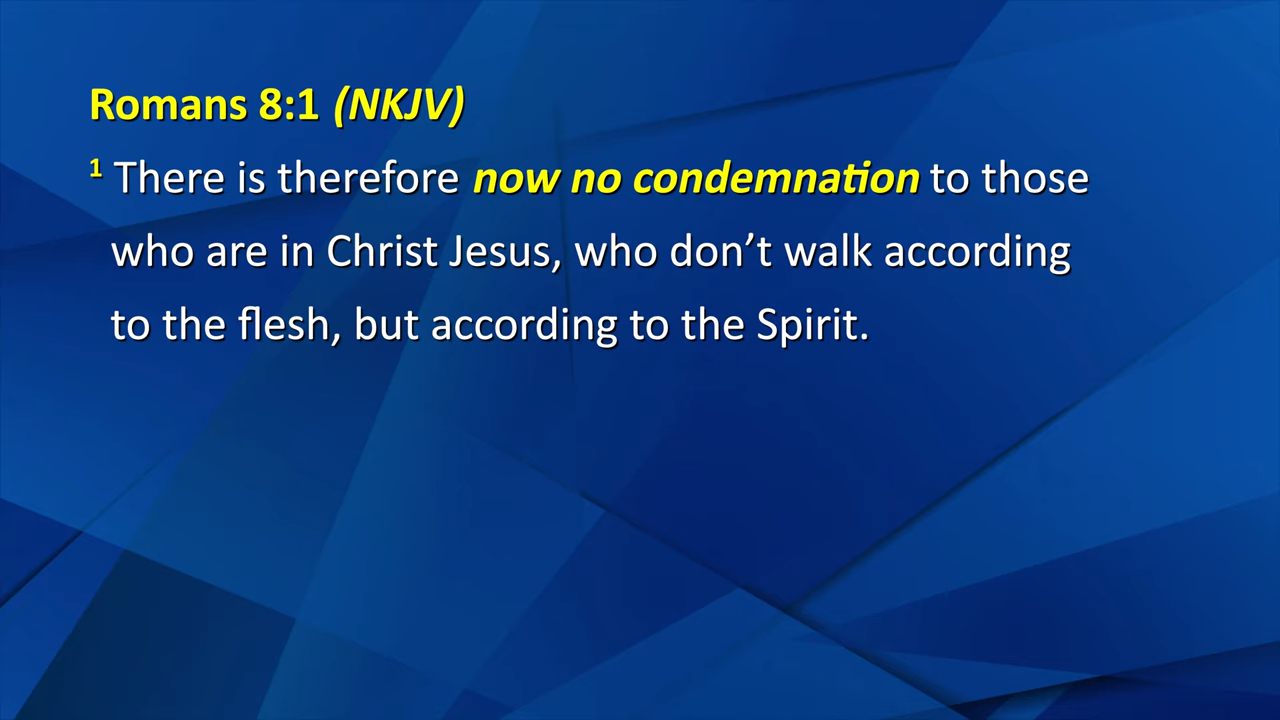 Romans 8:1 (NKJV)
1 There is therefore now no condemnation to those
who are in Christ Jesus, who don’t walk according
to the flesh, but according to the Spirit.